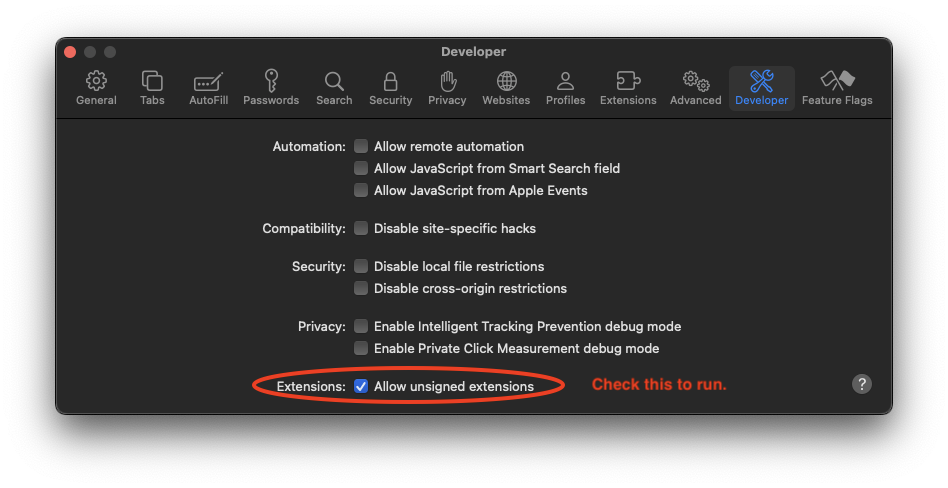 Developer
General Tabs AutoFill Passwords Search Security Privacy Websites Profiles Extensions Advanced Developer Feature Flags
Automation: Allow remote automation
Allow JavaScript from Smart Search field
Allow JavaScript from Apple Events
Compatibility: Disable site-specific hacks
Security: Disable local file restrictions
Disable cross-origin restrictions
Privacy: Enable Intelligent Tracking Prevention debug mode
Enable Private Click Measurement debug mode
Extensions: Allow unsigned extensions Check this to run. ?